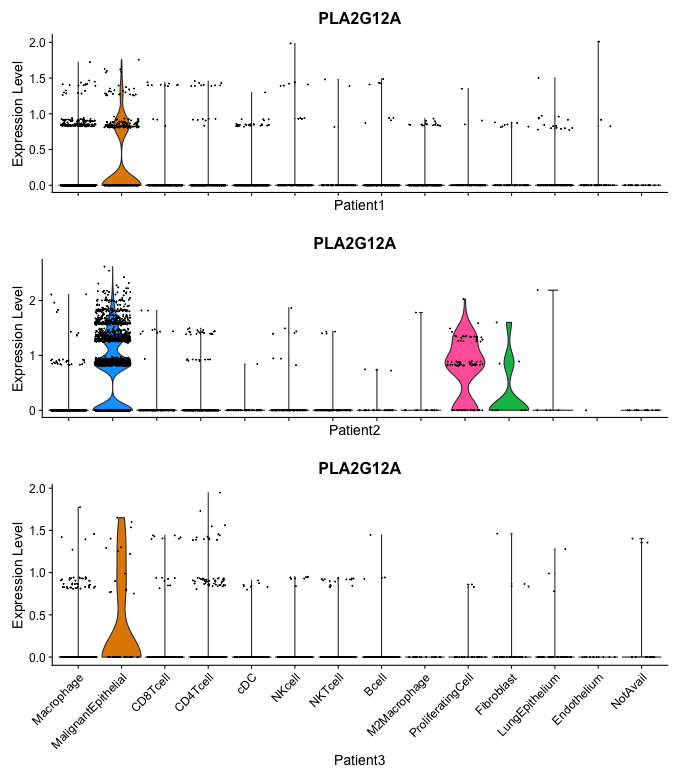 PLA2G12A
Expression Level
2.0
1.5
1.0
0.5
0.0
Patient1
PLA2G12A
Expression Level
2
1
0
Patient2
PLA2G12A
Expression Level
2.0
1.5
1.0
0.5
0.0
Macrophage
MalignantEpithelial
CD8Tcell
CD4Tcell
cDC
NKcell
NKTcell
Bcell
M2Macrophage
ProliferatingCell
Fibroblast
LungEpithelium
Endothelium
NotAvail
Patient3